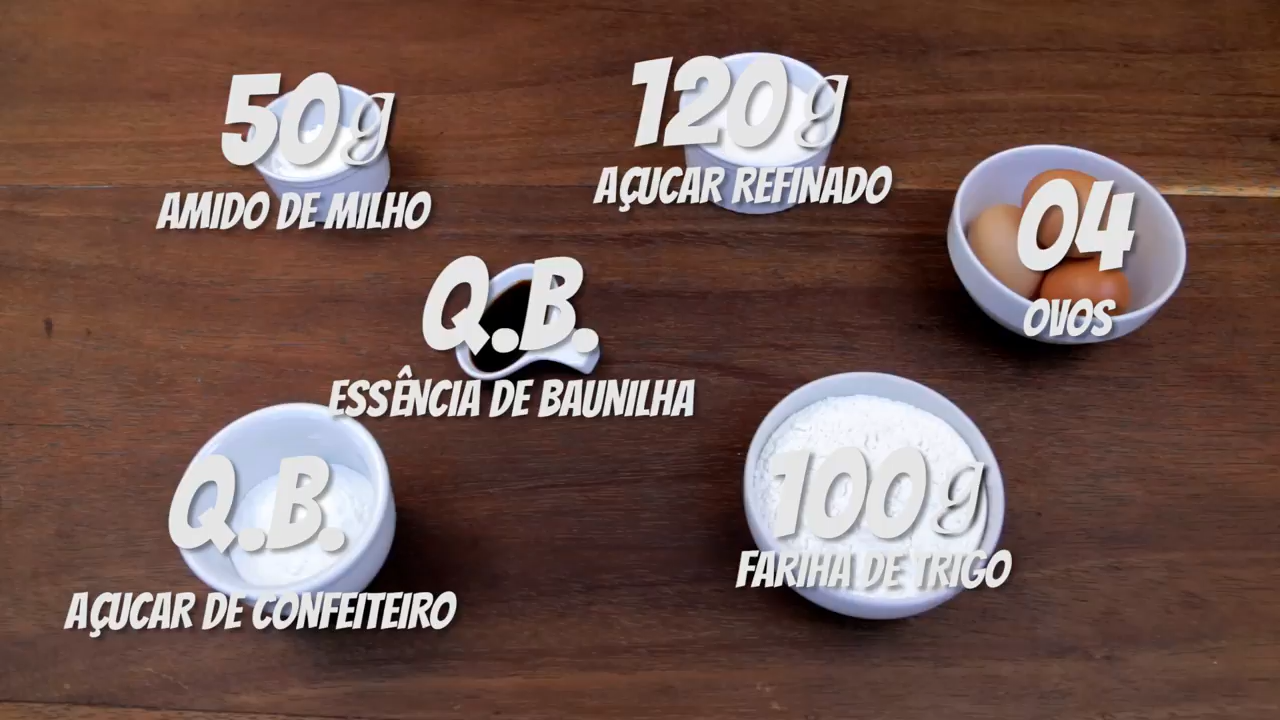 50g
AMIDO DE MILHO
120g
AÇUCAR REFINADO
04
OVOS
Q.B.
ESSÊNCIA DE BAUNILHA
Q.B.
AÇUCAR DE CONFEITEIRO
100g
FARIHA DE TRIGO